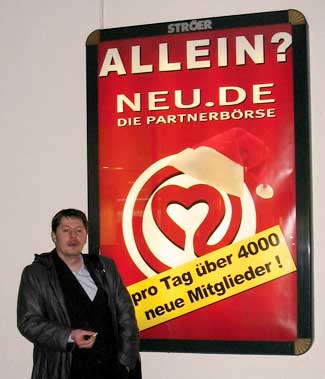 STRÖER
ALLEIN?
NEU.DE
DIE PARTNERBÖRSE
pro Tag über 4000
neue Mitglieder !